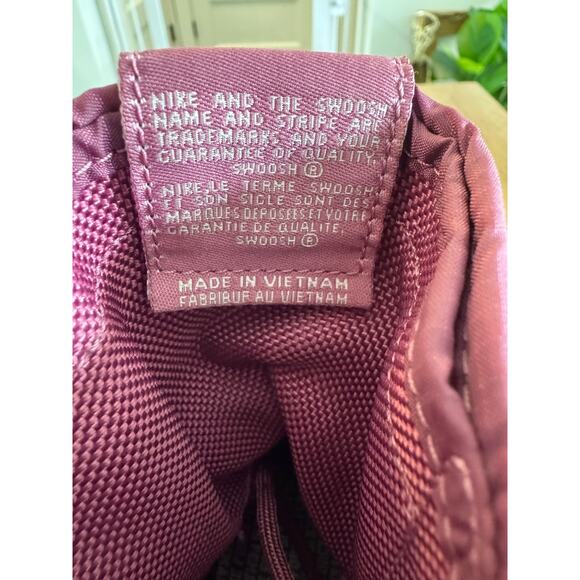 NIKE AND THE SWOOSH
NAME AND STRIPE ARE
TRADEMARKS AND YOUR
GUARANTEE OF QUALITY.
SWOOSH ®
NIKE, LE TERME SWOOSH
ET SON SIGLE SONT DES
MARQUES DEPOSEES ET VOTRE
GARANTIE DE QUALITE.
SWOOSH ®
MADE IN VIETNAM
FABRIQUE AU VIETNAM